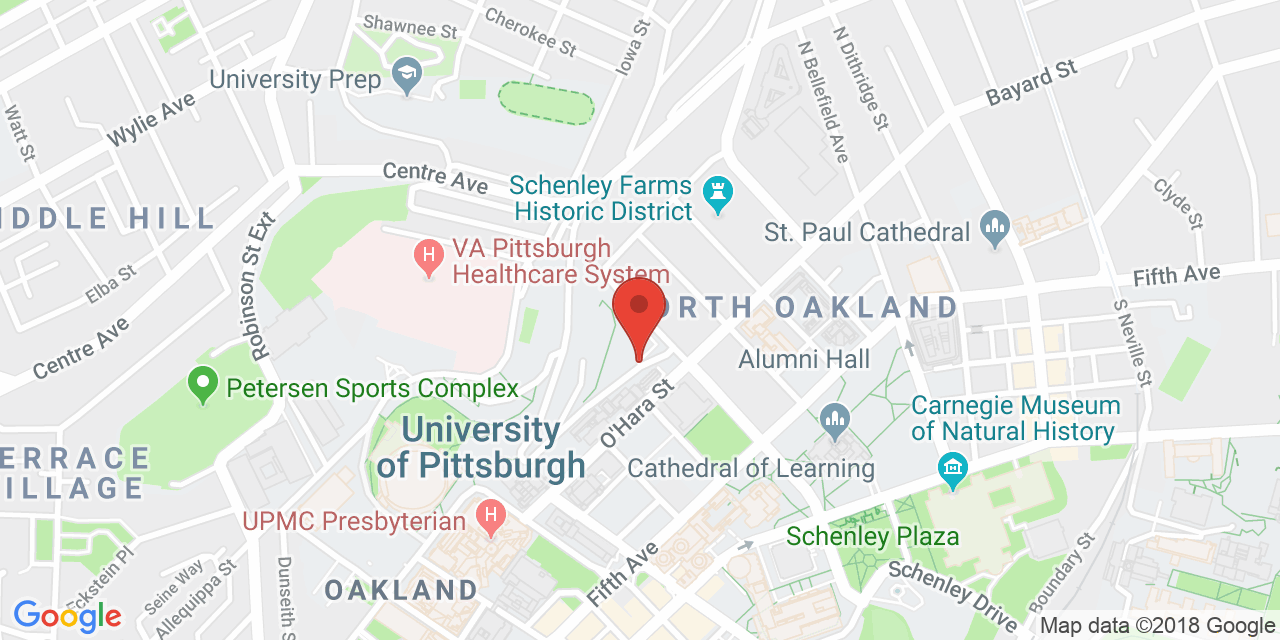 Shawnee St
Cherokee St
Iowa St
N Dithridge St
N Bellefield Ave
University Prep
Bayard St
Wylie Ave
Watt St
Centre Ave
Schenley Farms
Historic District
Clyde St
IDDLE HILL
St. Paul Cathedral
VA Pittsburgh
Healthcare System
Elba St
Robinson St Ext
Fifth Ave
ORTH OAKLAND
S Neville St
Centre Ave
Alumni Hall
Petersen Sports Complex
O'Hara St
Carnegie Museum
of Natural History
University
of Pittsburgh
ERRACE
ILLAGE
Cathedral of Learning
UPMC Presbyterian
Schenley Plaza
Eckstein Pl
Seine Way
Allequippa St
Dunseith S
OAKLAND
Fifth Ave
Schenley Drive
Boundary St
Google
Map data ©2018 Google